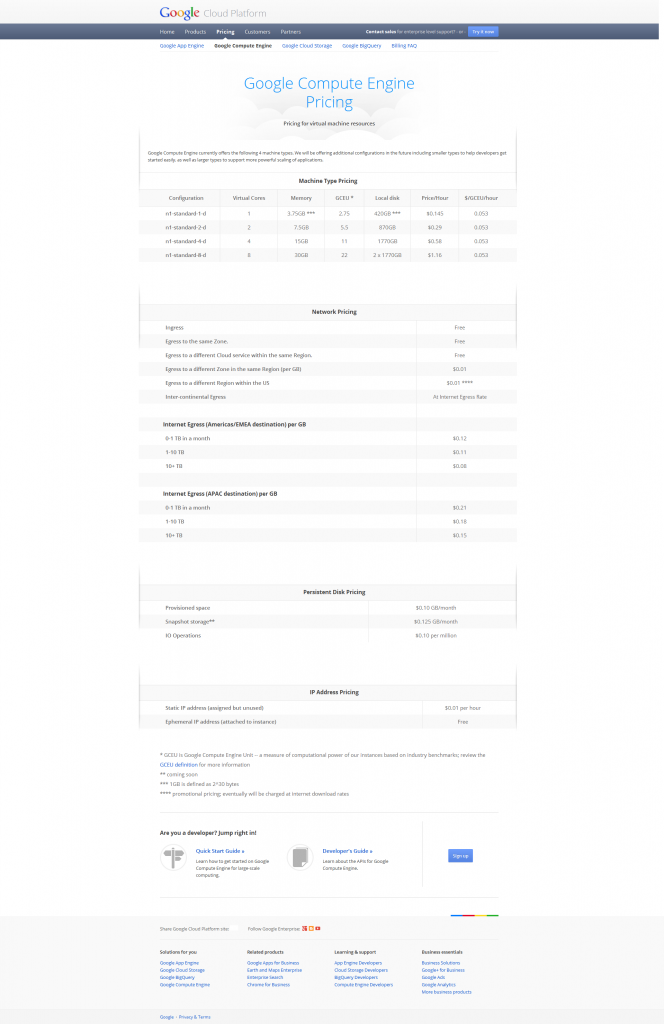 Google Cloud Platform
Home Products Pricing Customers Partners Contact sales for enterprise level support? - or - Try it now
Google App Engine Google Compute Engine Google Cloud Storage Google BigQuery Billing FAQ
Google Compute Engine
Pricing
Pricing for virtual machine resources
Google Compute Engine currently offers the following 4 machine types. We will be offering additional configurations in the future including smaller types to help developers get
started easily, as well as larger types to support more powerful scaling of applications.
Machine Type Pricing
Configuration Virtual Cores Memory GCEU * Local disk Price/Hour $/GCEU/hour
n1-standard-1-d 1 3.75GB *** 2.75 420GB *** $0.145 0.053
n1-standard-2-d 2 7.5GB 5.5 870GB $0.29 0.053
n1-standard-4-d 4 15GB 11 1770GB $0.58 0.053
n1-standard-8-d 8 30GB 22 2 x 1770GB $1.16 0.053
Network Pricing
Ingress Free
Egress to the same Zone. Free
Egress to a different Cloud service within the same Region. Free
Egress to a different Zone in the same Region (per GB) $0.01
Egress to a different Region within the US $0.01 ****
Inter-continental Egress At Internet Egress Rate
Internet Egress (Americas/EMEA destination) per GB
0-1 TB in a month $0.12
1-10 TB $0.11
10+ TB $0.08
Internet Egress (APAC destination) per GB
0-1 TB in a month $0.21
1-10 TB $0.18
10+ TB $0.15
Persistent Disk Pricing
Provisioned space $0.10 GB/month
Snapshot storage** $0.125 GB/month
IO Operations $0.10 per million
IP Address Pricing
Static IP address (assigned but unused) $0.01 per hour
Ephemeral IP address (attached to instance) Free
* GCEU is Google Compute Engine Unit -- a measure of computational power of our instances based on industry benchmarks; review the
GCEU definition for more information
** coming soon
*** 1GB is defined as 2^30 bytes
**** promotional pricing; eventually will be charged at internet download rates
Are you a developer? Jump right in!
Quick Start Guide »
Learn how to get started on Google
Compute Engine for large-scale
computing.
Developer's Guide »
Learn about the APIs for Google
Compute Engine.
Sign up
Share Google Cloud Platform site: Follow Google Enterprise:
Solutions for you Related products Learning & support Business essentials
Google App Engine Google Apps for Business App Engine Developers Business Solutions
Google Cloud Storage Earth and Maps Enterprise Cloud Storage Developers Google+ for Business
Google BigQuery Enterprise Search BigQuery Developers Google Ads
Google Compute Engine Chrome for Business Compute Engine Developers Google Analytics
More business products
Google - Privacy & Terms